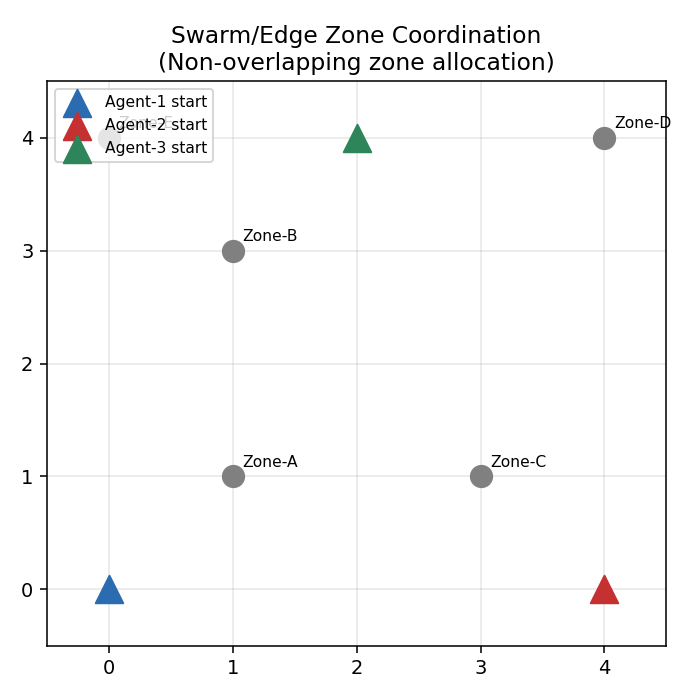 Swarm/Edge Zone Coordination
(Non-overlapping zone allocation)
Agent-1 start
Agent-2 start
Agent-3 start
Zone-D
4
Zone-B
3
2
Zone-A
Zone-C
1
0
0 1 2 3 4